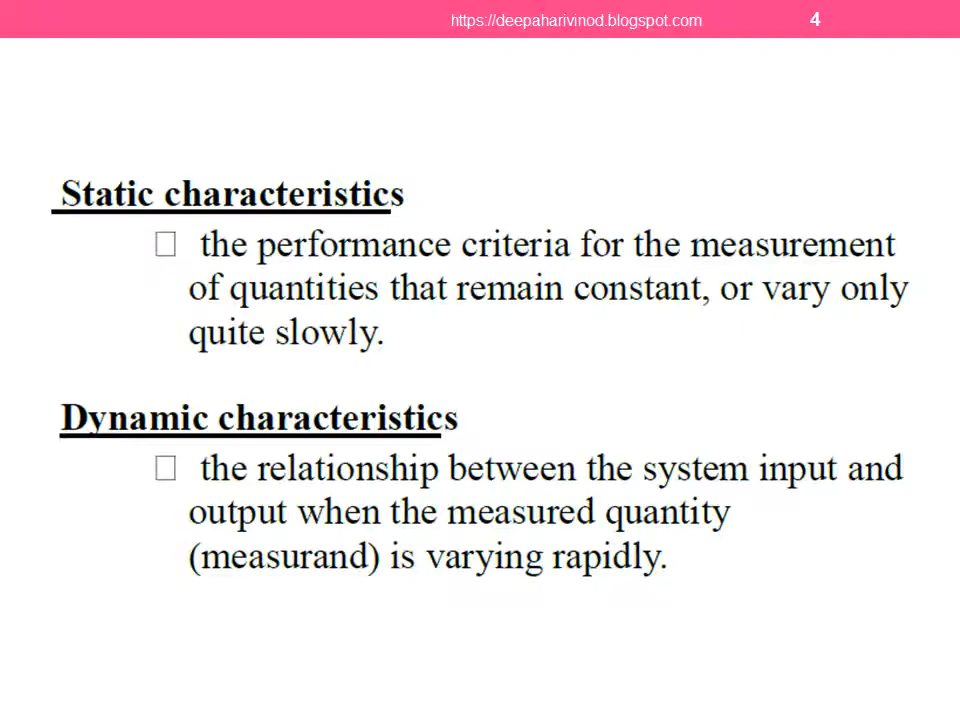 https://deepaharivinod.blogspot.com 4
Static characteristics
□ the performance criteria for the measurement
of quantities that remain constant, or vary only
quite slowly.
Dynamic characteristics
□ the relationship between the system input and
output when the measured quantity
(measurand) is varying rapidly.